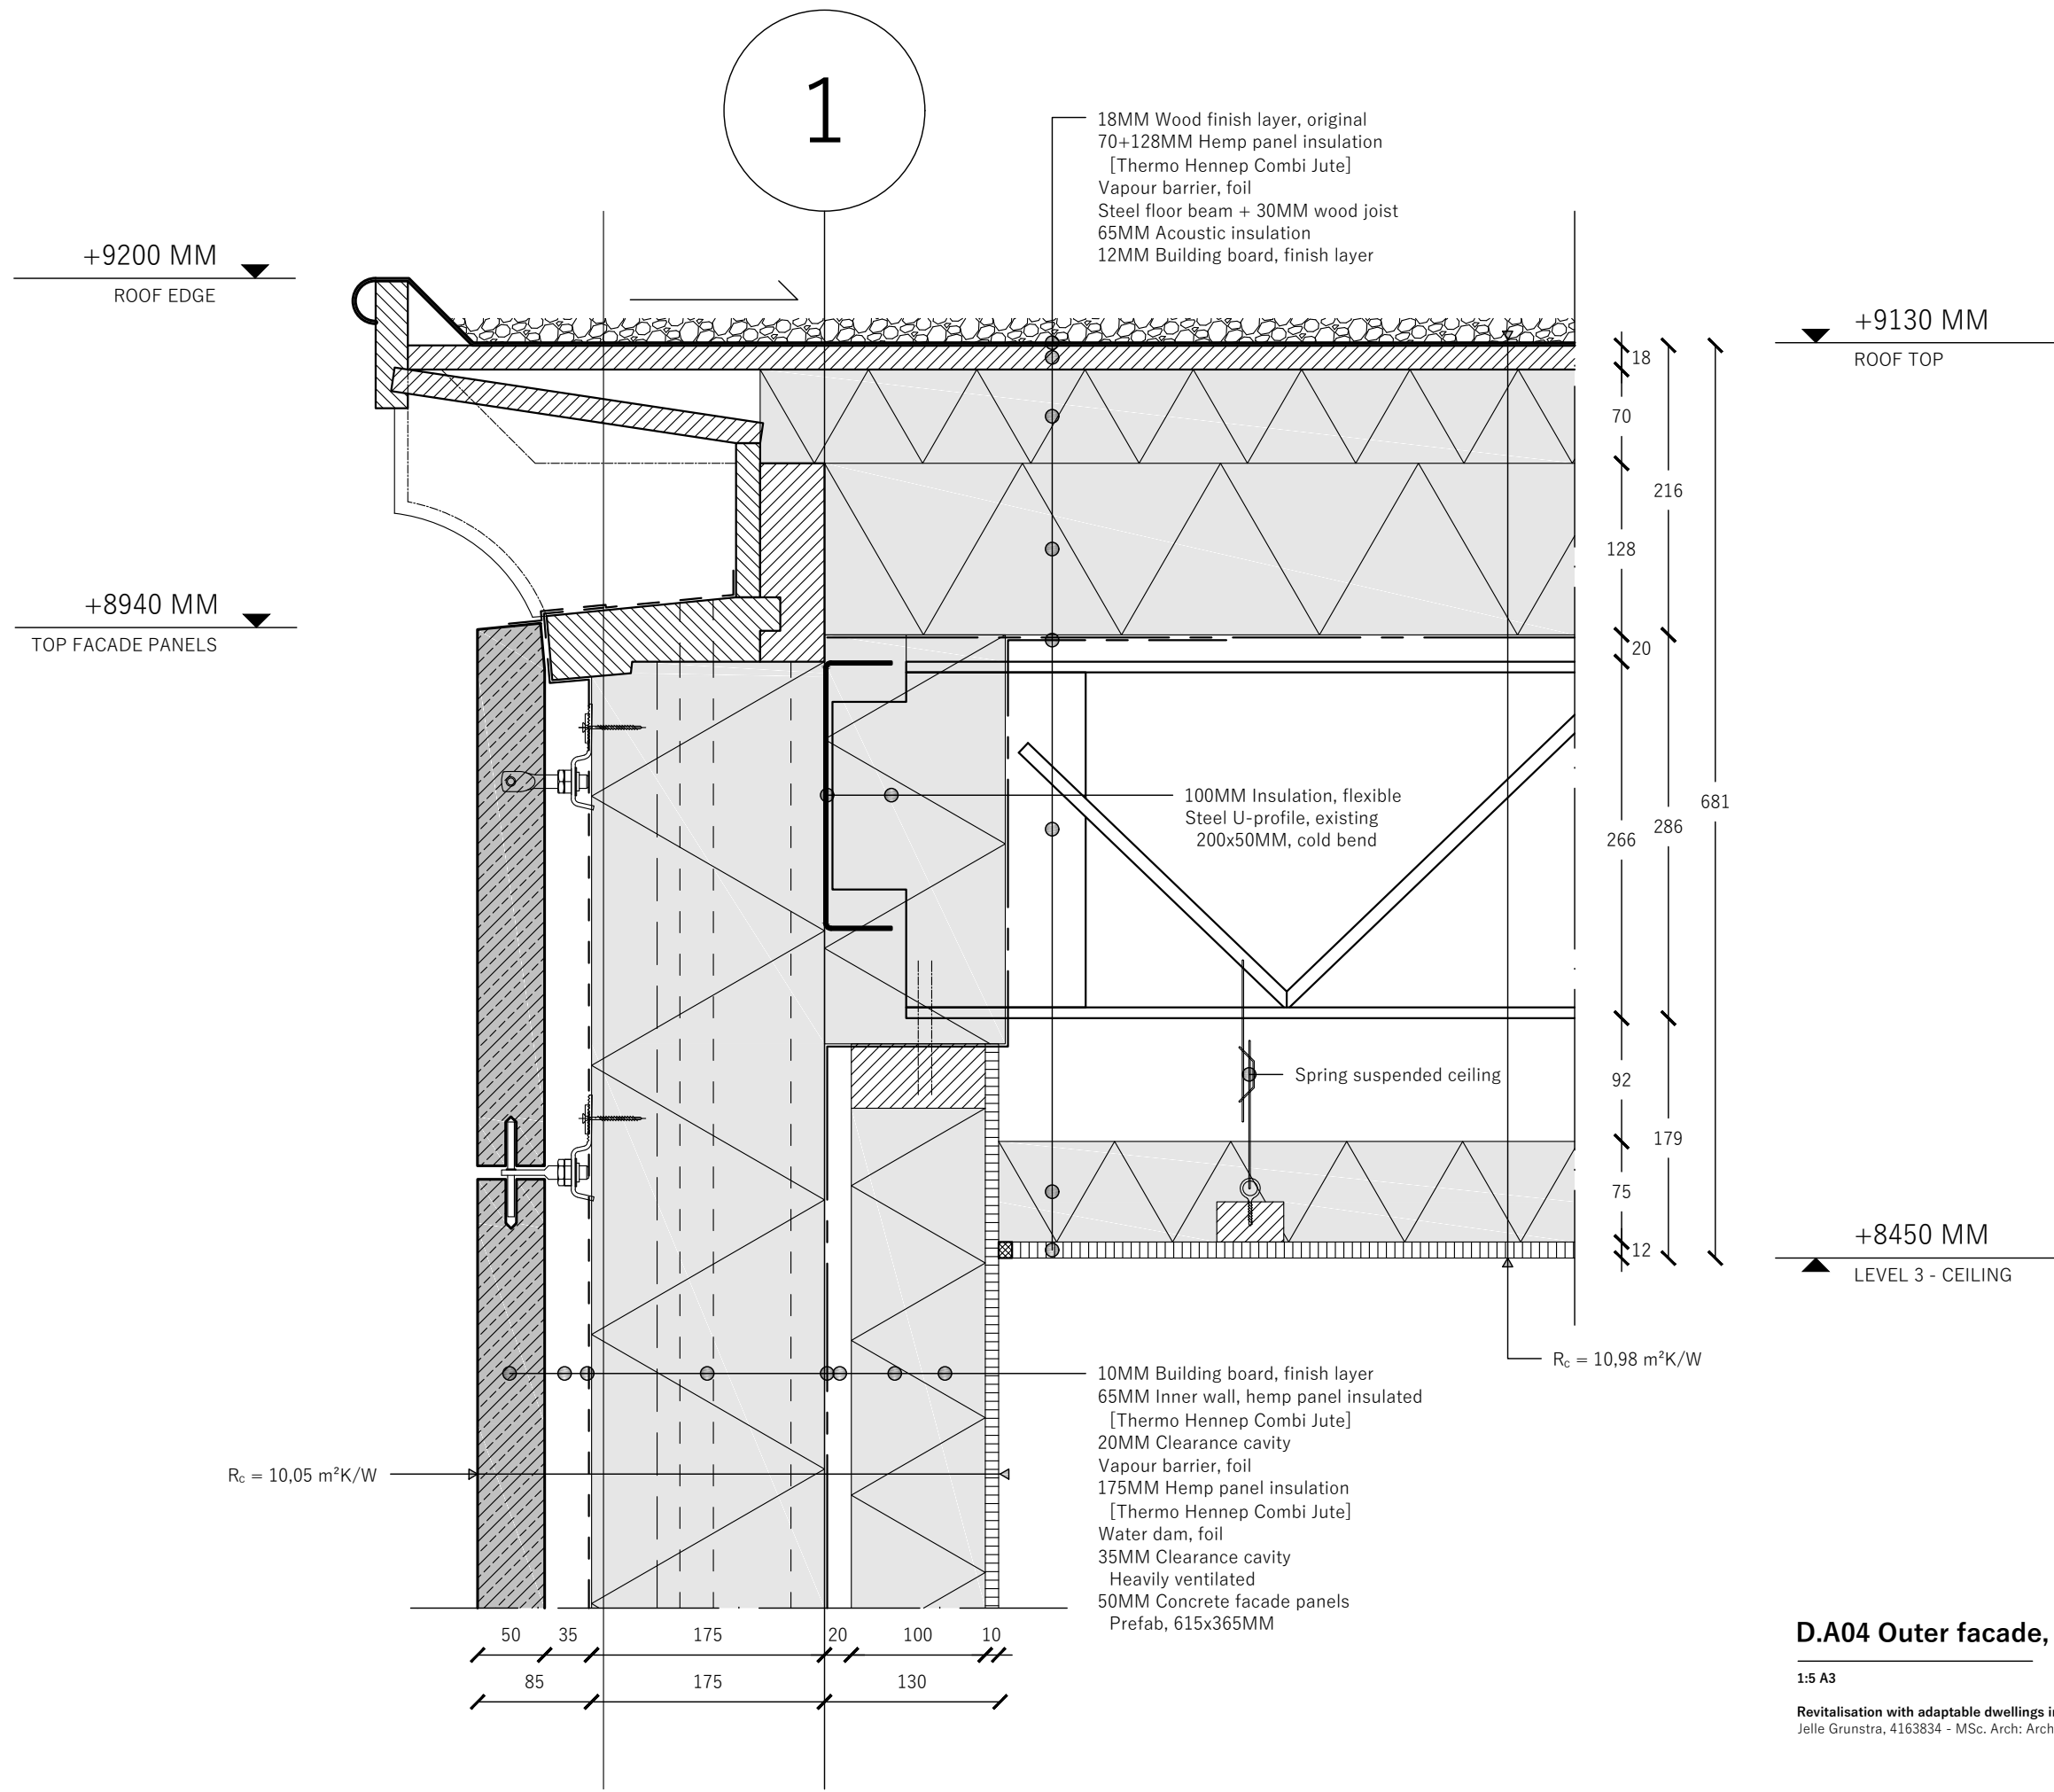 1
18MM Wood finish layer, original
70+128MM Hemp panel insulation
[Thermo Hennep Combi Jute]
Vapour barrier, foil
Steel floor beam + 30MM wood joist
65MM Acoustic insulation
12MM Building board, finish layer
+9200 MM
ROOF EDGE
+9130 MM
ROOF TOP
18
70
216
128
+8940 MM
TOP FACADE PANELS
20
100MM Insulation, flexible
Steel U-profile, existing
200x50MM, cold bend
681
286
266
Spring suspended ceiling
92
179
75
12
+8450 MM
LEVEL 3 - CEILING
Rc = 10,98 m²K/W
10MM Building board, finish layer
65MM Inner wall, hemp panel insulated
[Thermo Hennep Combi Jute]
20MM Clearance cavity
Vapour barrier, foil
175MM Hemp panel insulation
[Thermo Hennep Combi Jute]
Water dam, foil
35MM Clearance cavity
Heavily ventilated
50MM Concrete facade panels
Prefab, 615x365MM
Rc = 10,05 m²K/W
50 35 175 20 100 10
85 175 130
D.A04 Outer facade,
1:5 A3
Revitalisation with adaptable dwellings
Jelle Grunstra, 4163834 - MSc. Arch: Arch